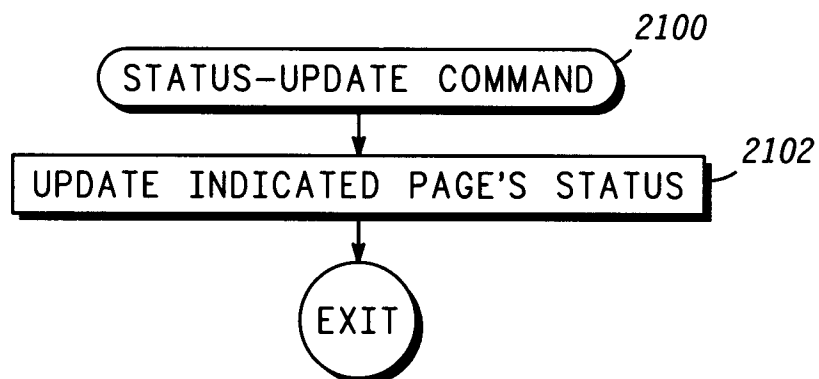 2100
STATUS-UPDATE COMMAND
2102
UPDATE INDICATED PAGE'S STATUS
EXIT